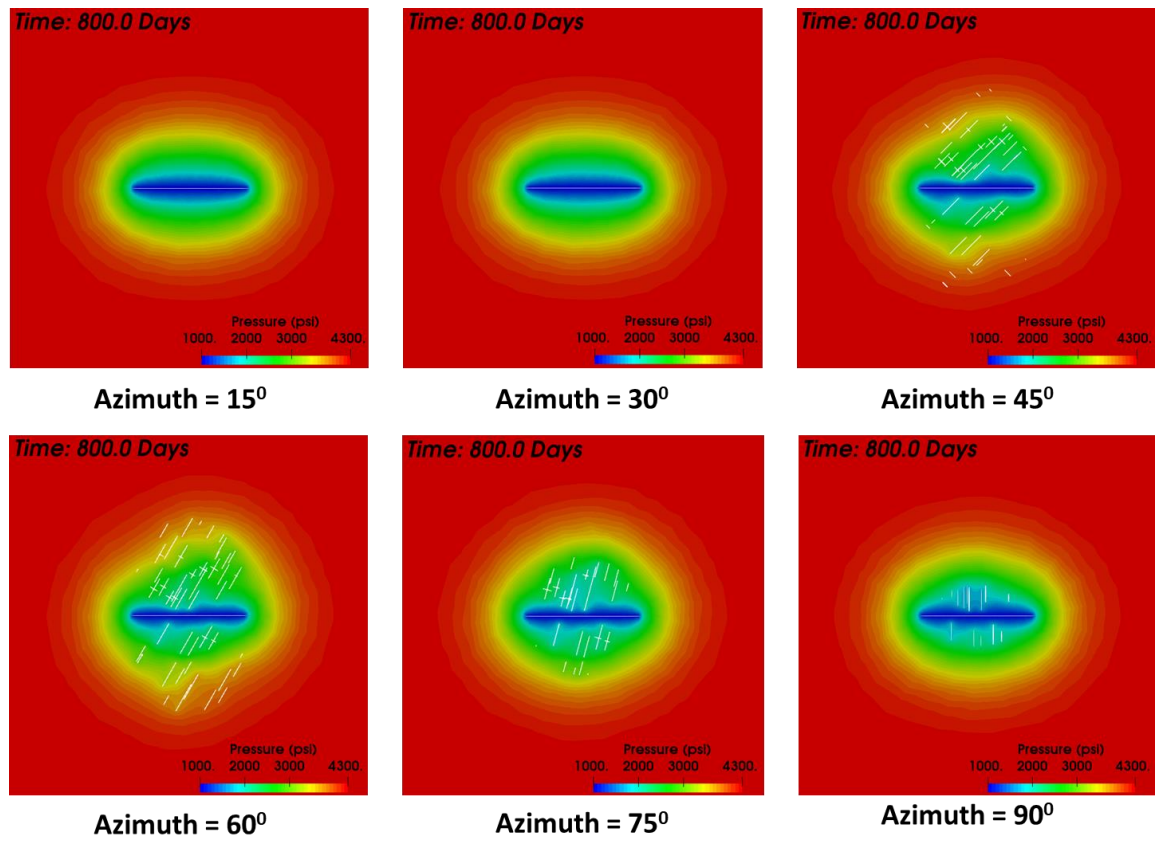 Time: 800.0 Days
Time: 800.0 Days
Time: 800.0 Days
Pressure (psi)
1000. 2000 3000 4300.
Pressure (psi)
1000. 2000 3000 4300.
Pressure (psi)
1000. 2000 3000 4300.
Azimuth = 15⁰
Azimuth = 30⁰
Azimuth = 45⁰
Time: 800.0 Days
Time: 800.0 Days
Time: 800.0 Days
Pressure (psi)
1000. 2000 3000 4300.
Pressure (psi)
1000. 2000 3000 4300.
Pressure (psi)
1000. 2000 3000 4300.
Azimuth = 60⁰
Azimuth = 75⁰
Azimuth = 90⁰